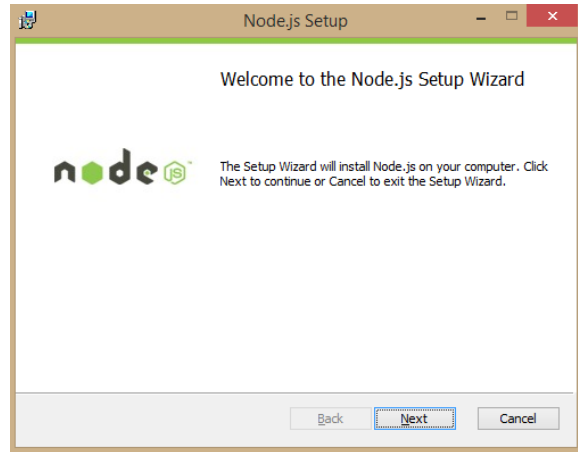 Node.js Setup
Welcome to the Node.js Setup Wizard
node JS™
The Setup Wizard will install Node.js on your computer. Click
Next to continue or Cancel to exit the Setup Wizard.
Back Next Cancel